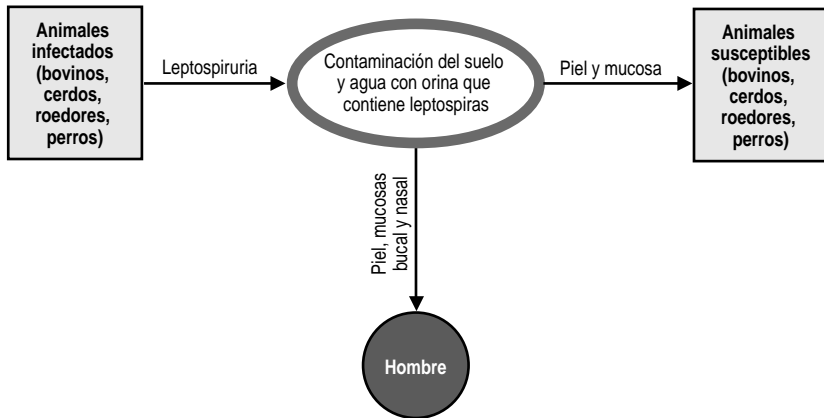 Animales
infectados
(bovinos,
cerdos,
roedores,
perros)
Leptospiruria
Contaminación del suelo
y agua con orina que
contiene leptospiras
Piel y mucosa
Animales
susceptibles
(bovinos,
cerdos,
roedores,
perros)
Piel, mucosas
bucal y nasal
Hombre